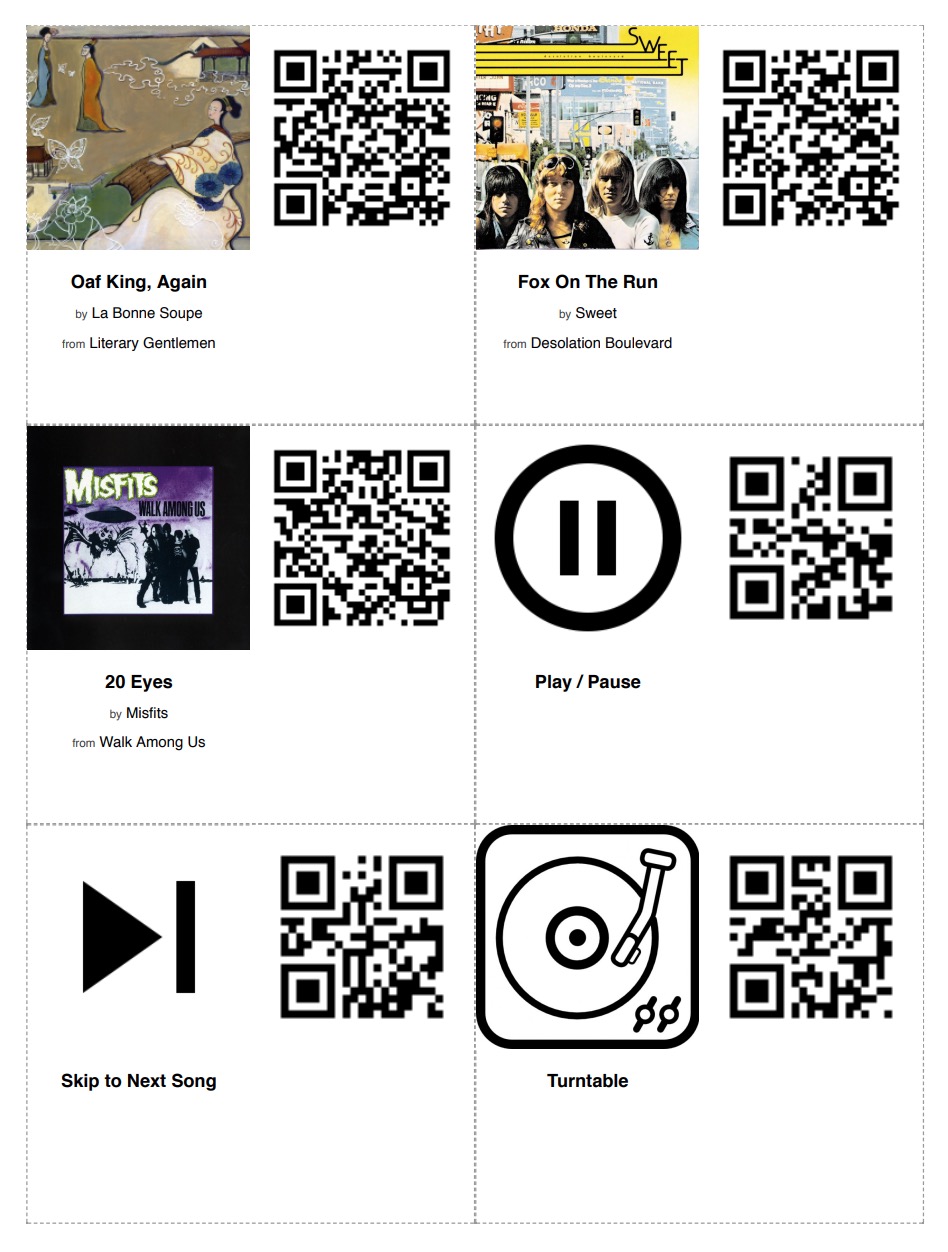 HONDA
SWEET
desolation boulevard
Oaf King, Again
by La Bonne Soupe
from Literary Gentlemen
Fox On The Run
by Sweet
from Desolation Boulevard
MISFITS
WALK AMONG US
20 Eyes
by Misfits
from Walk Among Us
Play / Pause
Skip to Next Song
Turntable